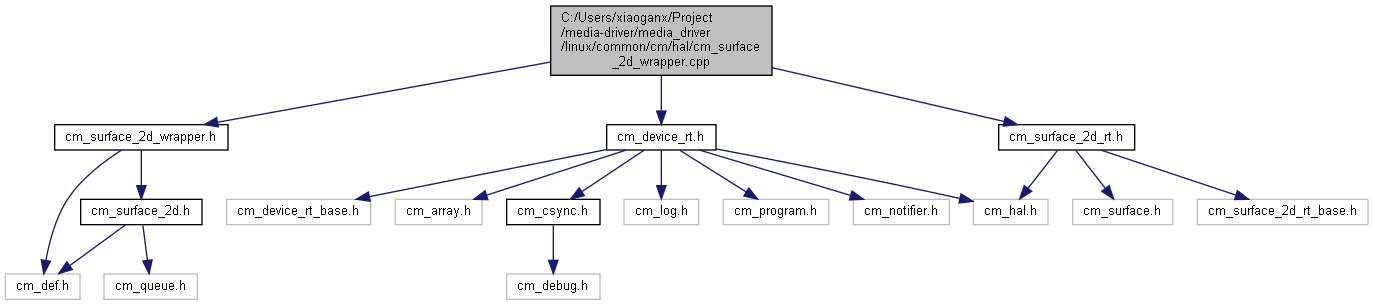 C:/Users/xiaoganx/Project
/media-driver/media_driver
/linux/common/cm/hal/cm_surface
_2d_wrapper.cpp
cm_surface_2d_wrapper.h
cm_device_rt.h
cm_surface_2d_rt.h
cm_surface_2d.h
cm_device_rt_base.h
cm_array.h
cm_csync.h
cm_log.h
cm_program.h
cm_notifier.h
cm_hal.h
cm_surface.h
cm_surface_2d_rt_base.h
cm_def.h
cm_queue.h
cm_debug.h